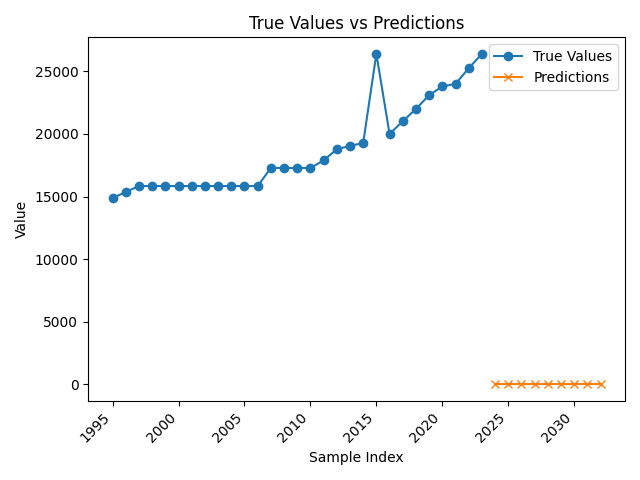 True Values vs Predictions
True Values
Predictions
Value
25000
20000
15000
10000
5000
0
1995
2000
2005
2010
2015
2020
2025
2030
Sample Index